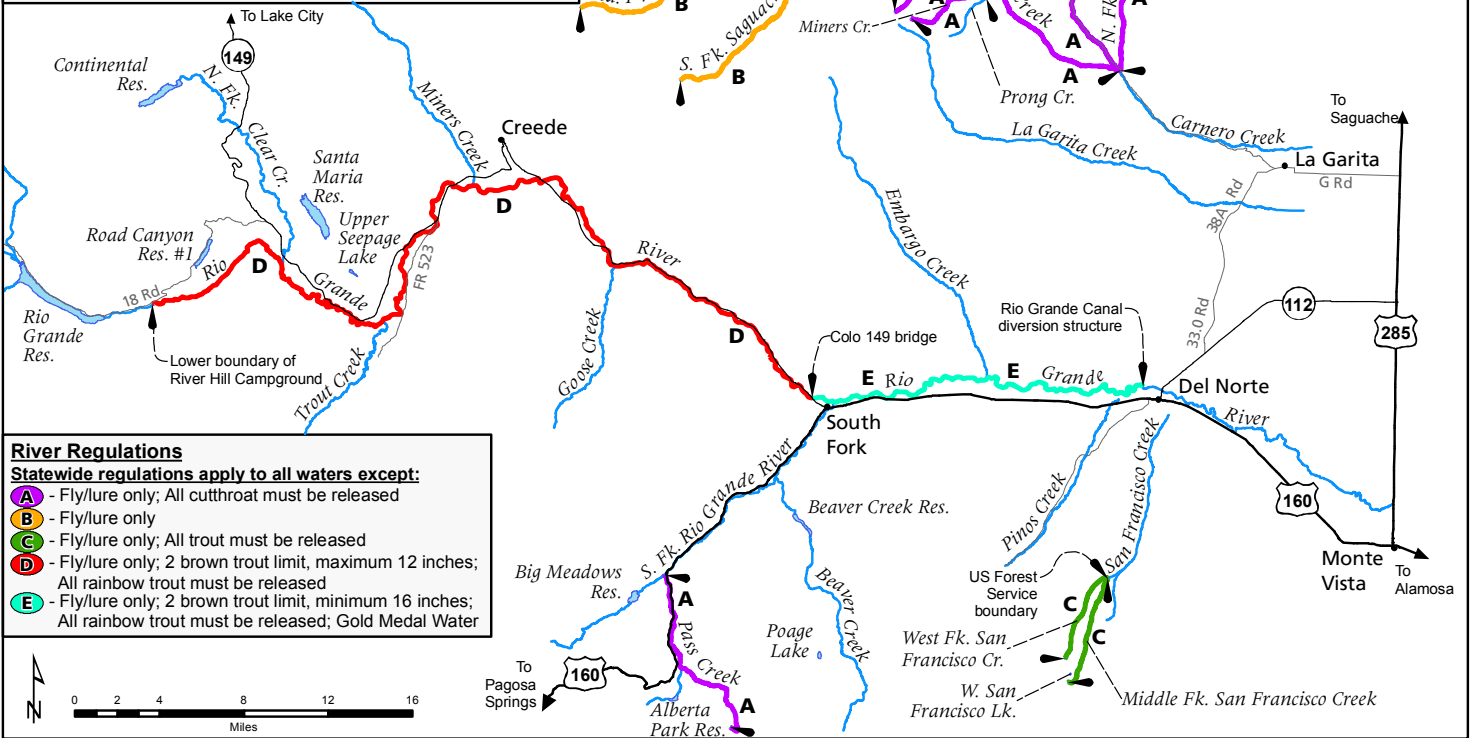 To Lake City
149
Continental
Res.
N. Fk.
Clear Cr.
Miners Creek
Creede
Santa
Maria
Res.
Upper
Seepage
Lake
Road Canyon
Res. #1
Rio
D
Grande
18 Rd
Rio
Grande
Res.
Lower boundary of
River Hill Campground
Trout Creek
FR 523
D
River
D
Goose Creek
B
S. Fk. Saguac
B
Miners Cr.
A
A
Creek
A
A
N. Fk.
A
Prong Cr.
La Garita Creek
Carnero Creek
To
Saguache
La Garita
G Rd
38A Rd
33.0 Rd
112
285
Embargo Creek
Rio Grande Canal
diversion structure
Colo 149 bridge
E
Rio
E
Grande
Del Norte
River
South
Fork
160
Monte
Vista
To
Alamosa
Pinos Creek
San Francisco Creek
US Forest
Service
boundary
C
C
West Fk. San
Francisco Cr.
W. San
Francisco Lk.
Middle Fk. San Francisco Creek
S. Fk. Rio Grande River
Beaver Creek Res.
Beaver Creek
Poage
Lake
Big Meadows
Res.
A
Pass Creek
A
Alberta
Park Res.
To
Pagosa
Springs
160
River Regulations
Statewide regulations apply to all waters except:
A - Fly/lure only; All cutthroat must be released
B - Fly/lure only
C - Fly/lure only; All trout must be released
D - Fly/lure only; 2 brown trout limit, maximum 12 inches;
All rainbow trout must be released
E - Fly/lure only; 2 brown trout limit, minimum 16 inches;
All rainbow trout must be released; Gold Medal Water
N
0 2 4 8 12 16
Miles